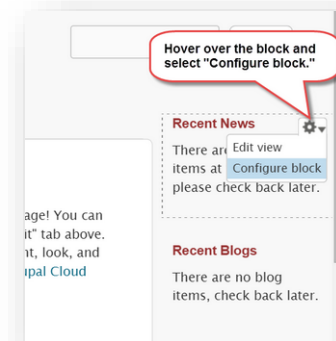 Hover over the block and
select "Configure block."
Recent News
There are
Edit view
items at
Configure block
please check back later.
age! You can
it" tab above.
nt, look, and
upal Cloud
Recent Blogs
There are no blog
items, check back later.